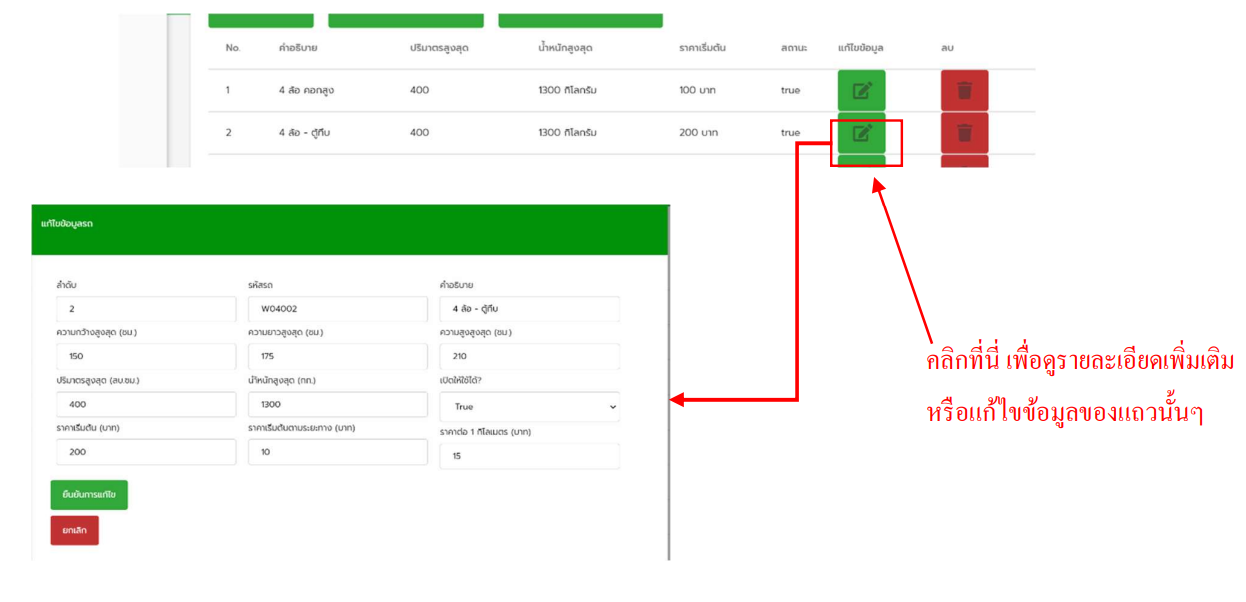 No. คำอธิบาย ปริมาตรสูงสุด น้ำหนักสูงสุด ราคาเริ่มต้น สถานะ แก้ไขข้อมูล ลบ
1 4 ล้อ คอกสูง 400 1300 กิโลกรัม 100 บาท true
2 4 ล้อ - ตู้ทึบ 400 1300 กิโลกรัม 200 บาท true
แก้ไขข้อมูลรถ
ลำดับ รหัสรถ คำอธิบาย
2 W04002 4 ล้อ - ตู้ทึบ
ความกว้างสูงสุด (ซม.) ความยาวสูงสุด (ซม.) ความสูงสูงสุด (ซม.)
150 175 210
ปริมาตรสูงสุด (ลบ.ซม.) น้ำหนักสูงสุด (กก.) เปิดให้ใช้ได้?
400 1300 True
ราคาเริ่มต้น (บาท) ราคาเริ่มต้นตามระยะทาง (บาท) ราคาต่อ 1 กิโลเมตร (บาท)
200 10 15
ยืนยันการแก้ไข
ยกเลิก
คลิกที่นี่ เพื่อดูรายละเอียดเพิ่มเติม
หรือแก้ไขข้อมูลของแถวนั้นๆ